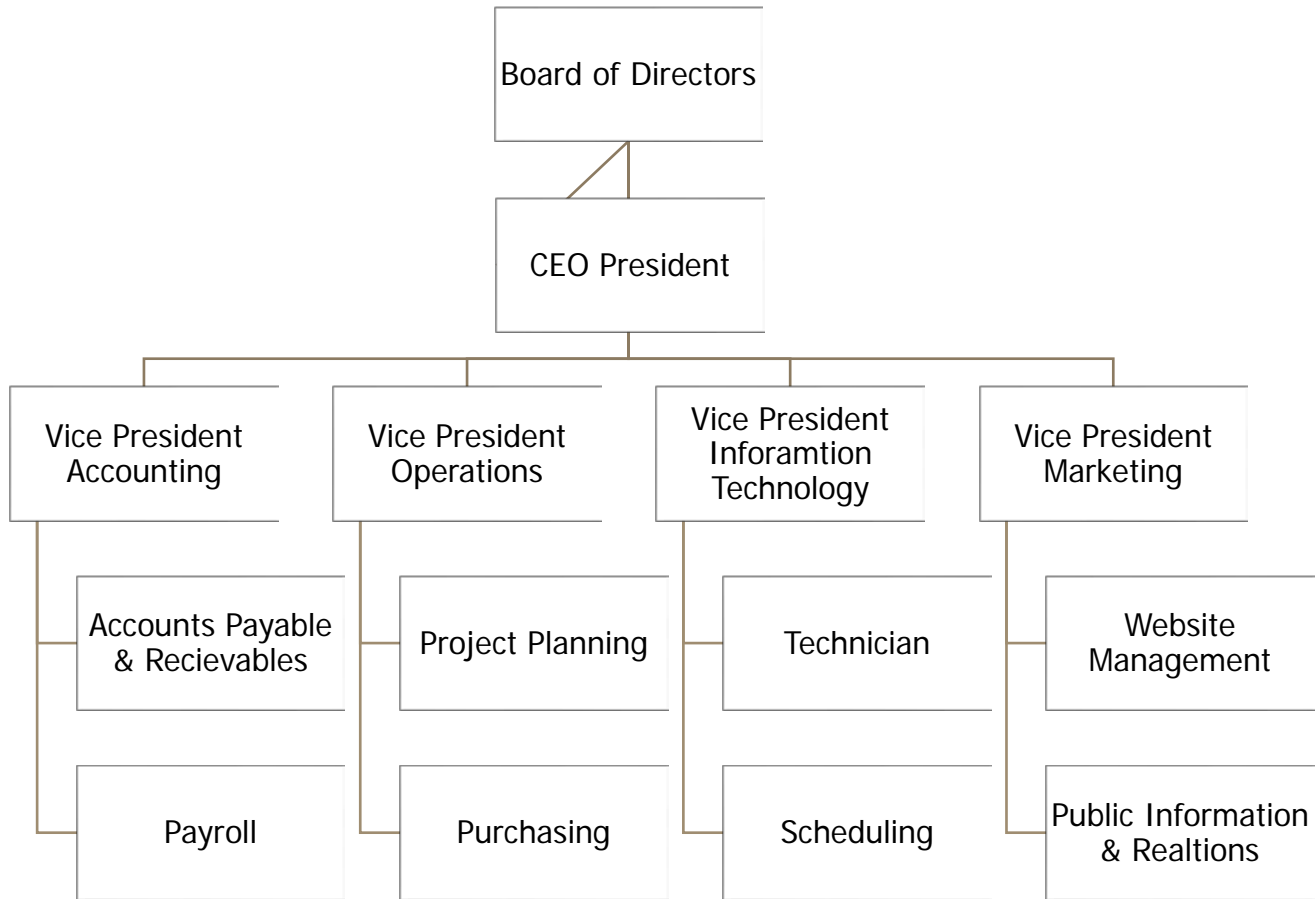 Board of Directors
CEO President
Vice President
Accounting
Vice President
Operations
Vice President
Inforamtion
Technology
Vice President
Marketing
Accounts Payable
& Recievables
Project Planning
Technician
Website
Management
Payroll
Purchasing
Scheduling
Public Information
& Realtions